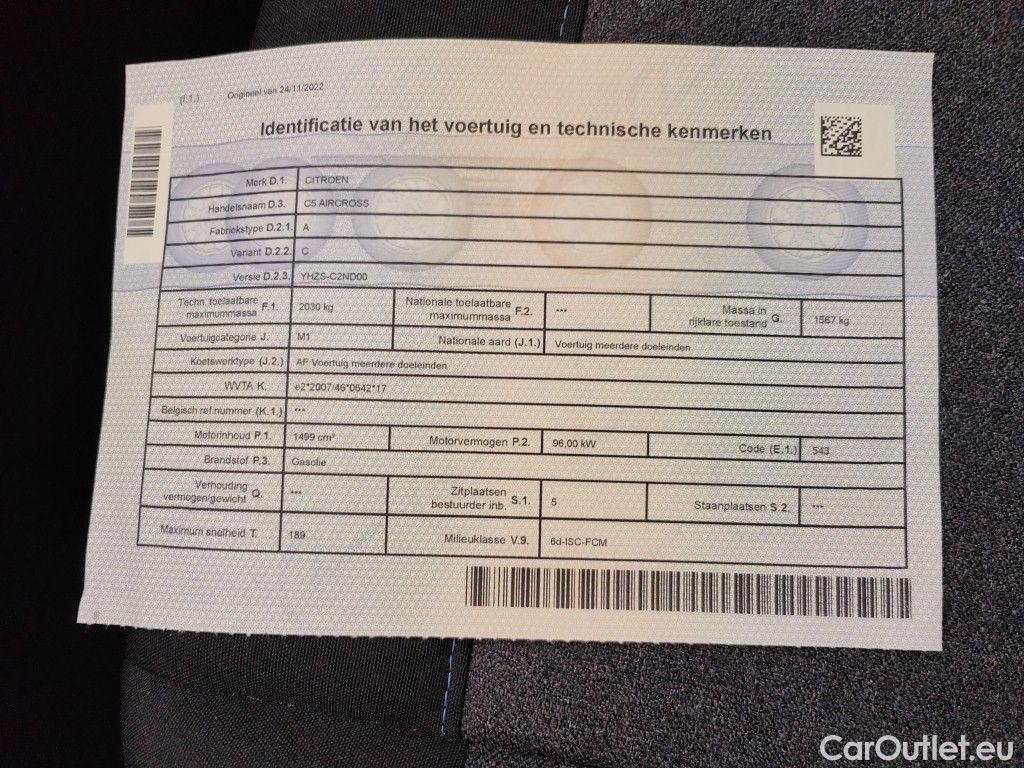 (I.1.) Origineel van 24/11/2022
Identificatie van het voertuig en technische kenmerken
Merk D.1. CITROEN
Handelsnaam D.3. C5 AIRCROSS
Fabriekstype D.2.1. A
Variant D.2.2. C
Versie D.2.3. YHZS-C2ND00
Techn. toelaatbare maximummassa F.1. 2030 kg Nationale toelaatbare maximummassa F.2. *** Massa in rijklare toestand G. 1567 kg
Voertuigcategorie J. M1 Nationale aard (J.1.) Voertuig meerdere doeleinden
Koetswerktype (J.2.) AF Voertuig meerdere doeleinden
WVTA K. e2*2007/46*0642*17
Belgisch ref.nummer (K.1.) ***
Motorinhoud P.1. 1499 cm³ Motorvermogen P.2. 96,00 kW Code (E.1.) 543
Brandstof P.3. Gasolie
Verhouding vermogen/gewicht Q. *** Zitplaatsen bestuurder inb. S.1. 5 Staanplaatsen S.2. ***
Maximum snelheid T. 189 Milieuklasse V.9. 6d-ISC-FCM
CarOutlet.eu